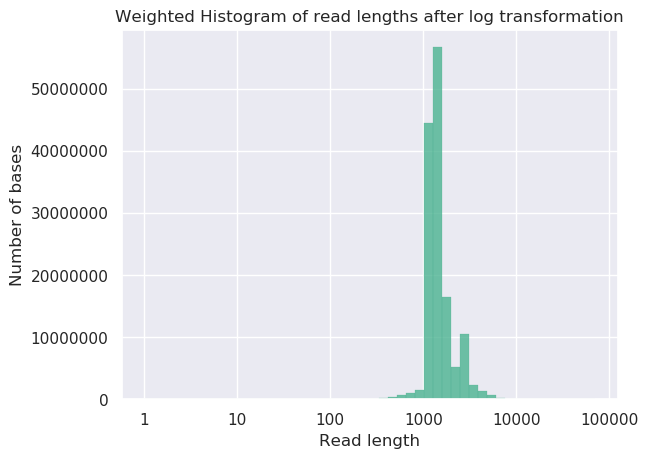 Weighted Histogram of read lengths after log transformation
Number of bases
50000000
40000000
30000000
20000000
10000000
0
1 10 100 1000 10000 100000
Read length